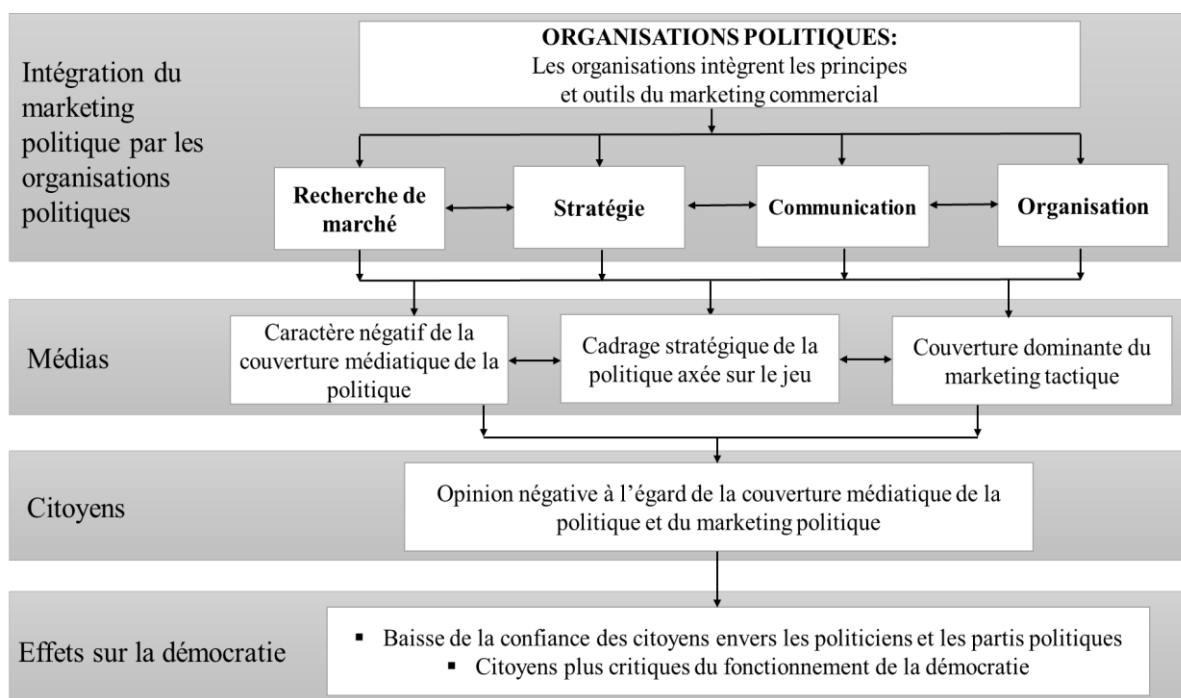 Intégration du
marketing
politique par les
organisations
politiques
ORGANISATIONS POLITIQUES:
Les organisations intègrent les principes
et outils du marketing commercial
Recherche de
marché
Stratégie
Communication
Organisation
Médias
Caractère négatif de la
couverture médiatique de la
politique
Cadrage stratégique de la
politique axée sur le jeu
Couverture dominante du
marketing tactique
Citoyens
Opinion négative à l’égard de la couverture médiatique de la
politique et du marketing politique
Effets sur la démocratie
▪ Baisse de la confiance des citoyens envers les politiciens et les partis politiques
▪ Citoyens plus critiques du fonctionnement de la démocratie